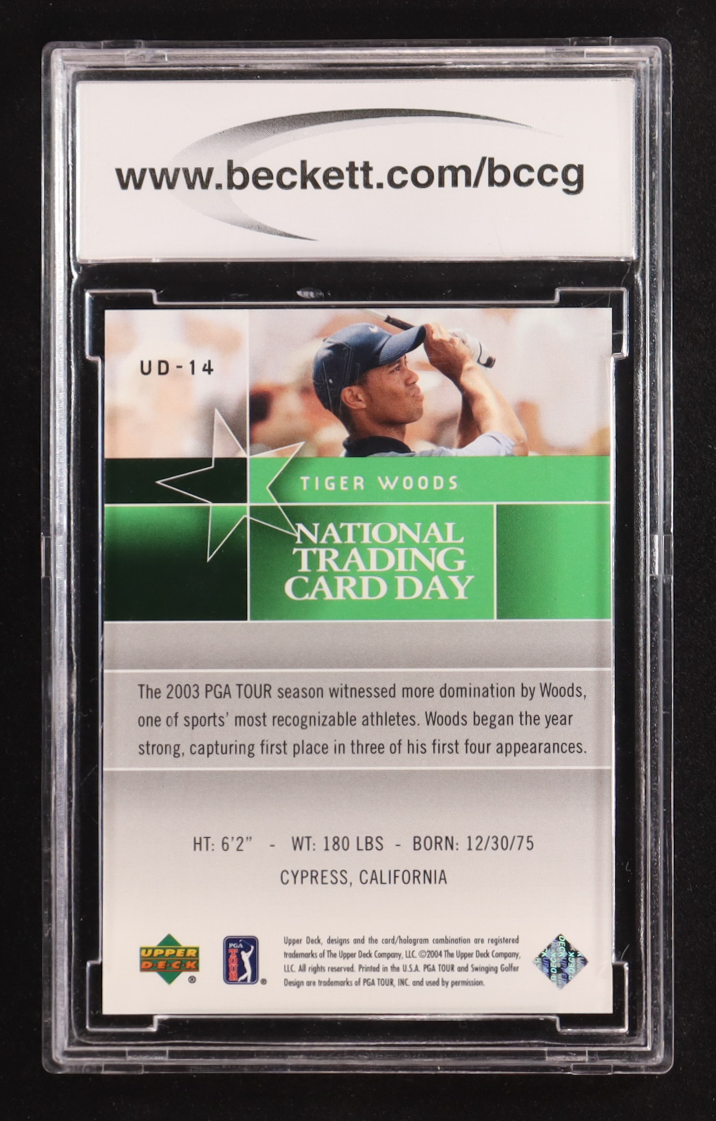 www.beckett.com/bccg
UD-14
TIGER WOODS
NATIONAL
TRADING
CARD DAY
The 2003 PGA TOUR season witnessed more domination by Woods,
one of sports' most recognizable athletes. Woods began the year
strong, capturing first place in three of his first four appearances.
HT: 6'2" - WT: 180 LBS - BORN: 12/30/75
CYPRESS, CALIFORNIA
UPPER
DECK
®
PGA
TOUR
®
Upper Deck, designs and the card/hologram combination are registered
trademarks of The Upper Deck Company, LLC. ©2004 The Upper Deck Company,
LLC. All rights reserved. Printed in the U.S.A. PGA TOUR and Swinging Golfer
Design are trademarks of PGA TOUR, INC. and used by permission.